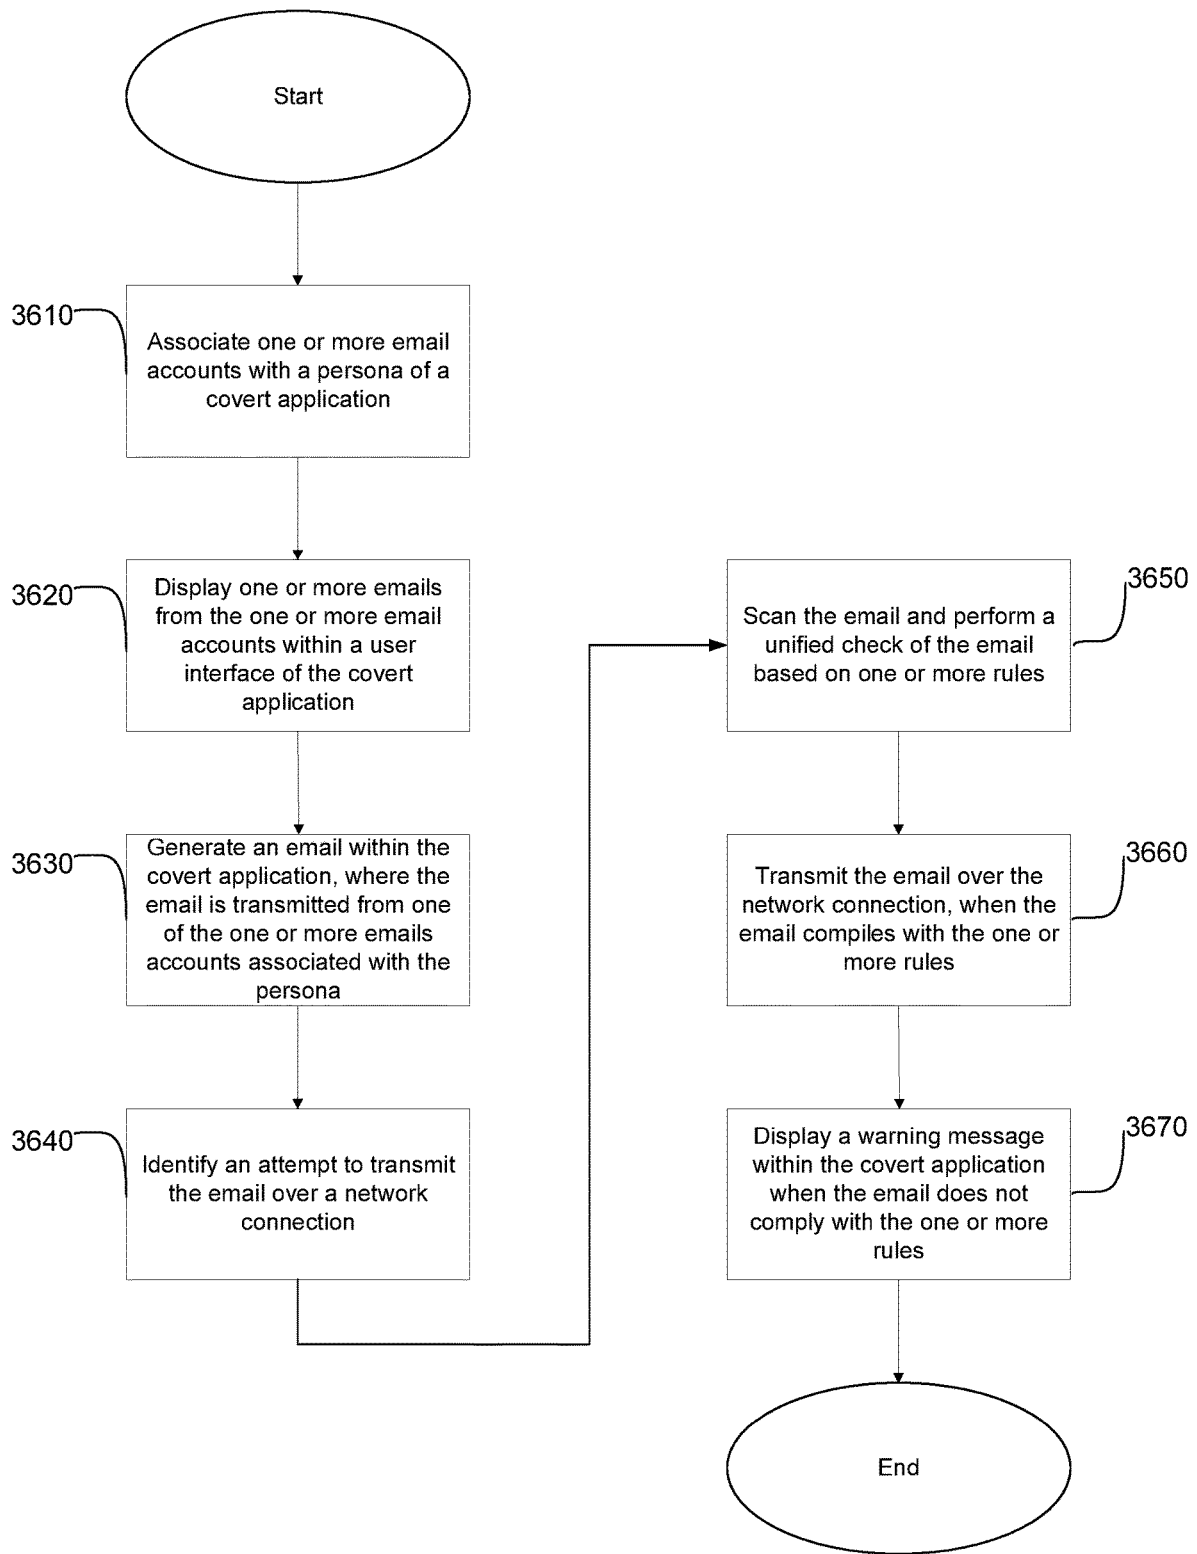 Start
3610
Associate one or more email
accounts with a persona of a
covert application
3620
Display one or more emails
from the one or more email
accounts within a user
interface of the covert
application
3630
Generate an email within the
covert application, where the
email is transmitted from one
of the one or more emails
accounts associated with the
persona
3640
Identify an attempt to transmit
the email over a network
connection
3650
Scan the email and perform a
unified check of the email
based on one or more rules
3660
Transmit the email over the
network connection, when the
email compiles with the one or
more rules
3670
Display a warning message
within the covert application
when the email does not
comply with the one or more
rules
End